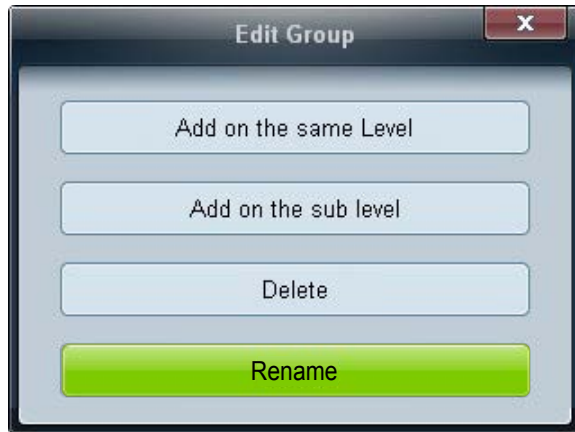 Edit Group
x
Add on the same Level
Add on the sub level
Delete
Rename